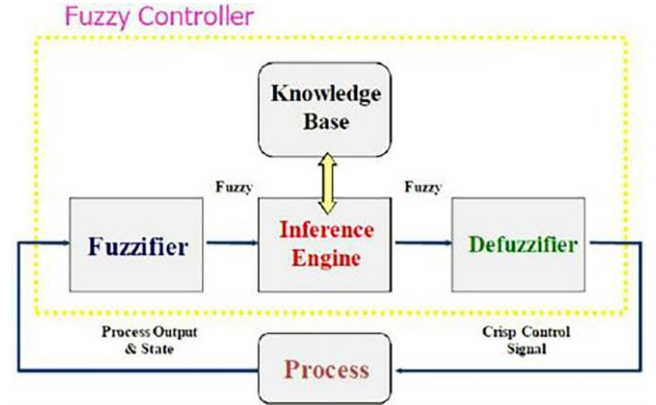 Fuzzy Controller
Knowledge
Base
Fuzzy
Fuzzy
Fuzzifier
Inference
Engine
Defuzzifier
Process Output
& State
Crisp Control
Signal
Process